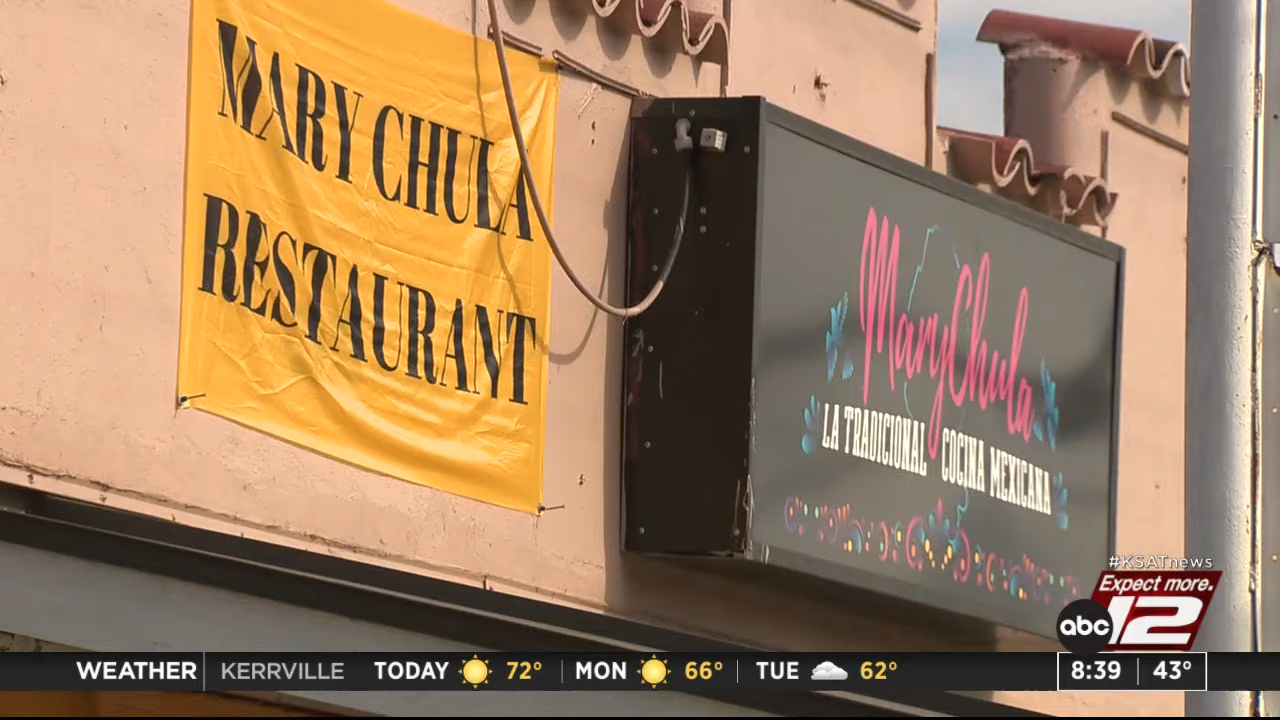 MARY CHULA
RESTAURANT
MaryChula
LA TRADICIONAL COCINA MEXICANA
#KSATnews
Expect more.
abc 12
WEATHER KERRVILLE TODAY 72° MON 66° TUE 62° 8:39 43°